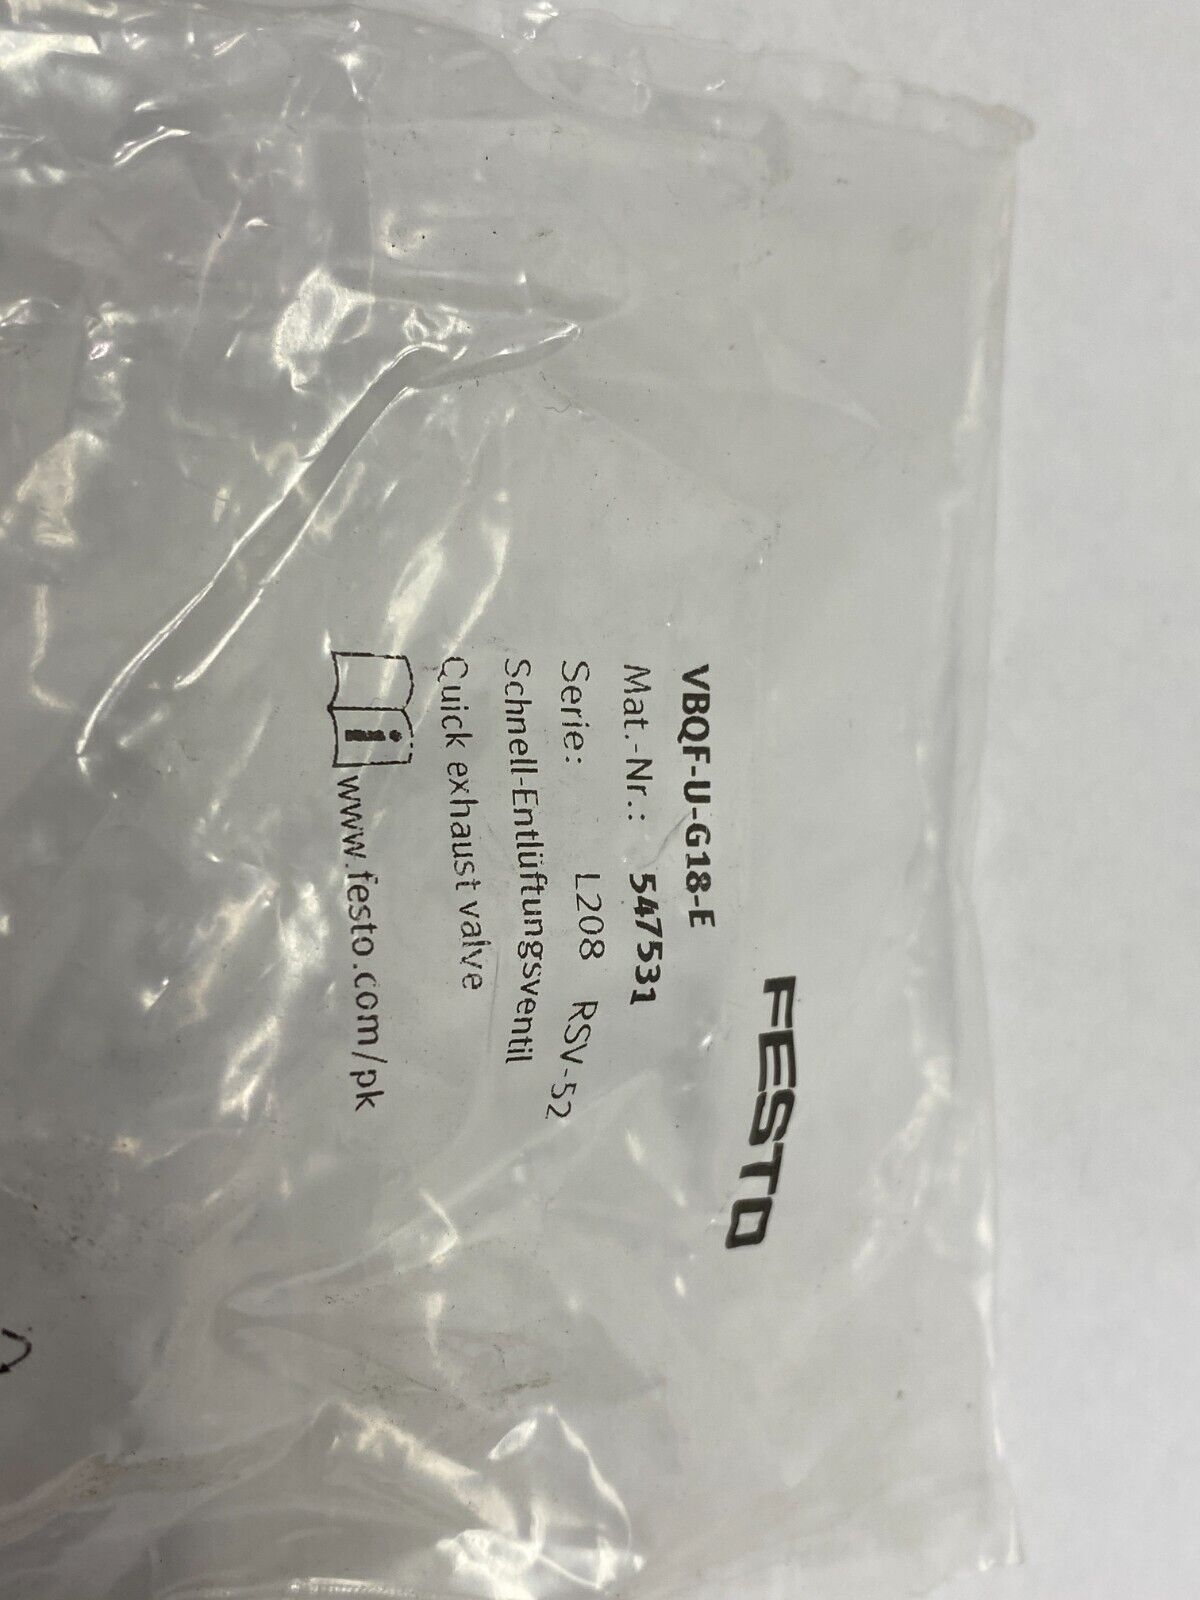 FESTO
VBQF-U-G18-E
Mat.-Nr.: 547531
Serie: L208 RSV-52
Schnell-Entlüftungsventil
Quick exhaust valve
i www.festo.com/pk